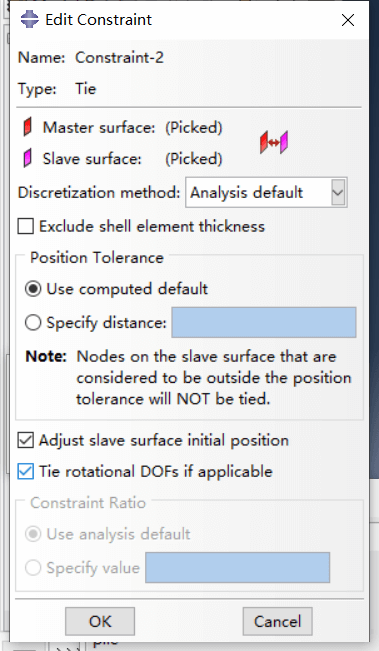 Edit Constraint
Name: Constraint-2
Type: Tie
Master surface: (Picked)
Slave surface: (Picked)
Discretization method: Analysis default
Exclude shell element thickness
Position Tolerance
Use computed default
Specify distance:
Note: Nodes on the slave surface that are
considered to be outside the position
tolerance will NOT be tied.
Adjust slave surface initial position
Tie rotational DOFs if applicable
Constraint Ratio
Use analysis default
Specify value
OK Cancel